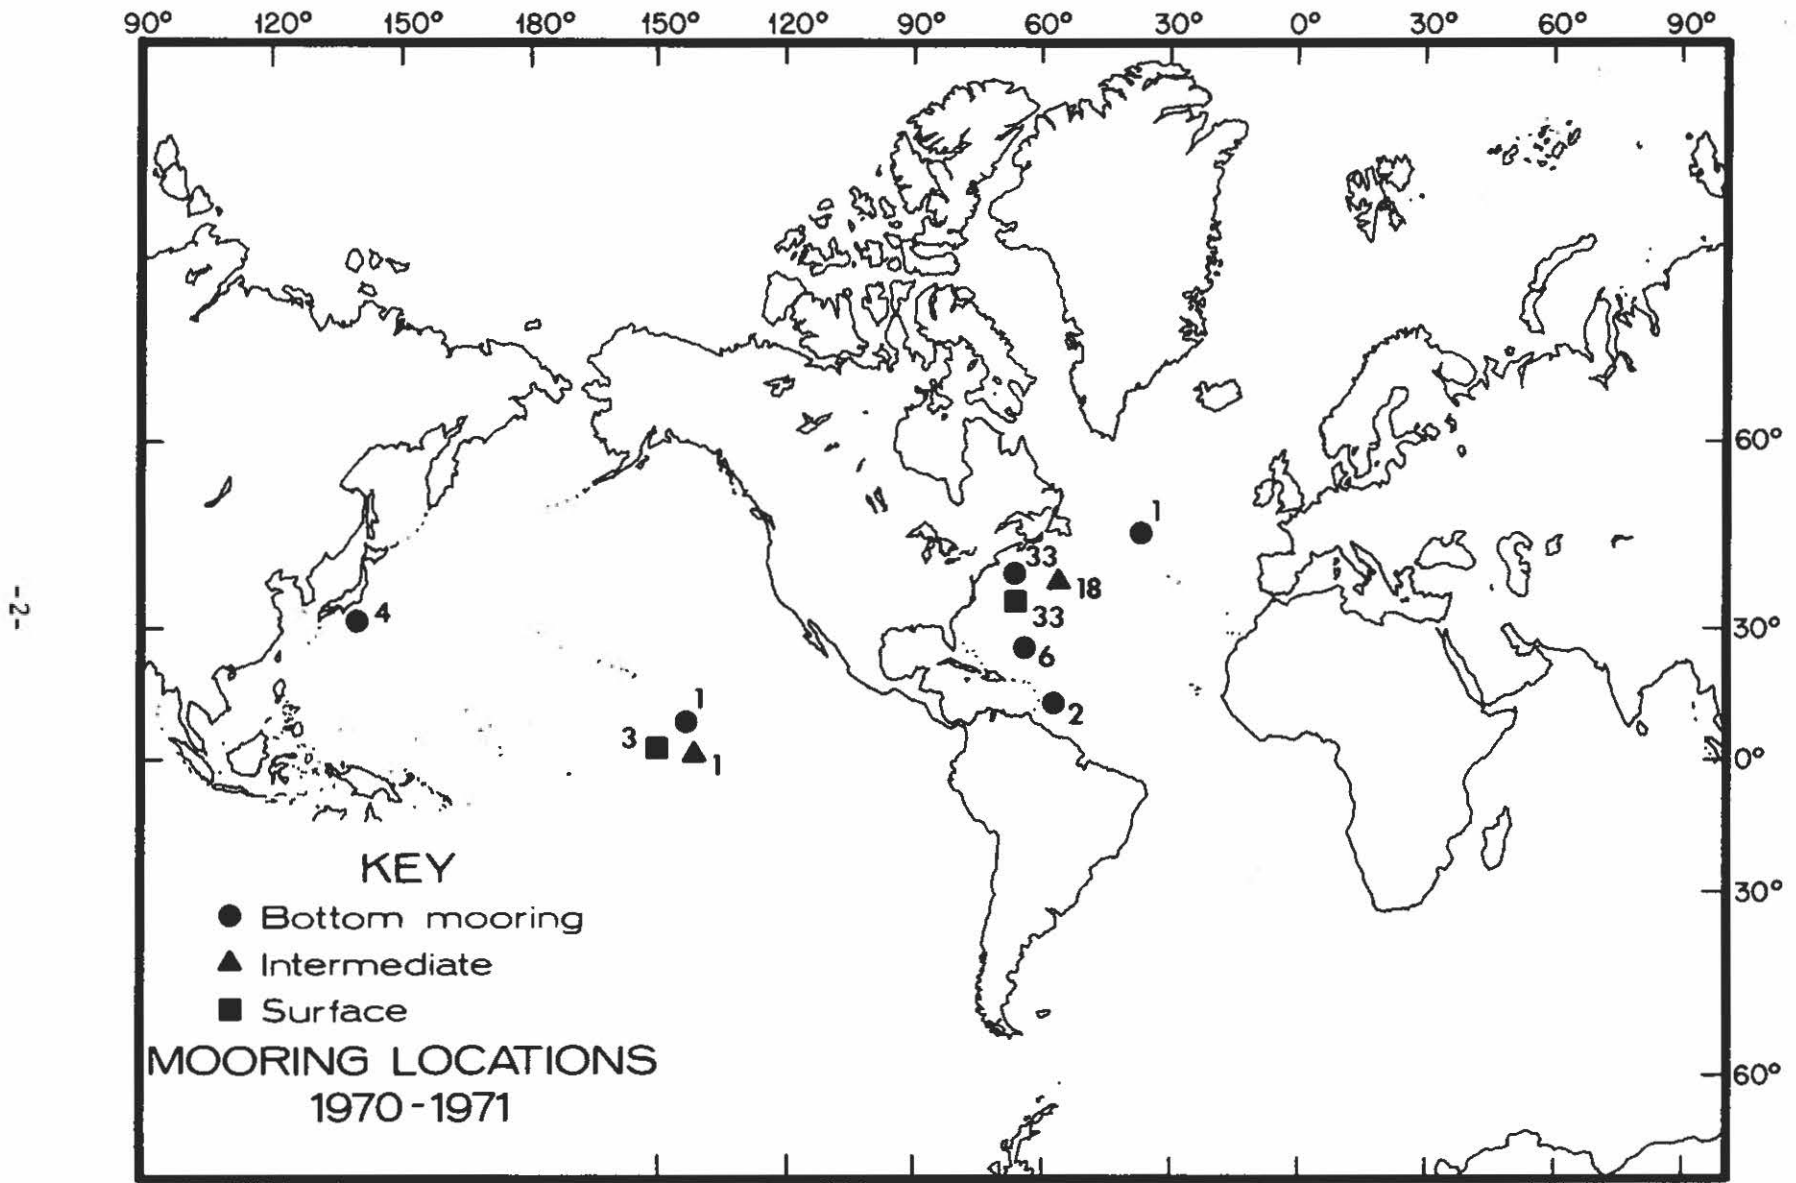 90° 120° 150° 180° 150° 120° 90° 60° 30° 0° 30° 60° 90°
60°
1
33
18
-2-
4
33
30°
6
1
2
3
1
0°
KEY
30°
Bottom mooring
Intermediate
Surface
MOORING LOCATIONS
60°
1970-1971